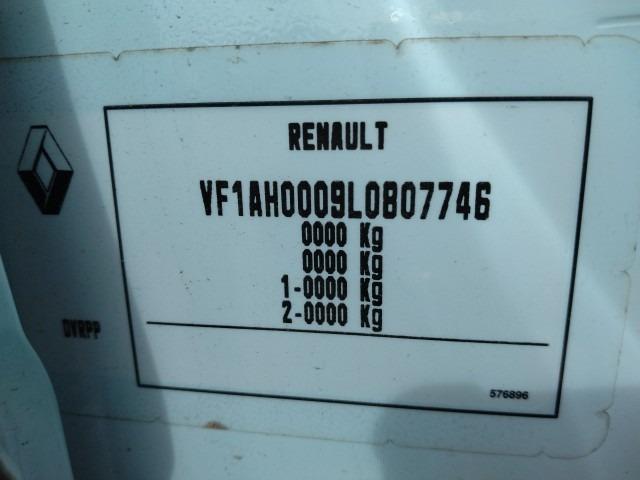 RENAULT
VF1AH0009L0807746
0000 Kg
0000 Kg
1-0000 Kg
2-0000 Kg
DVRPP
576896